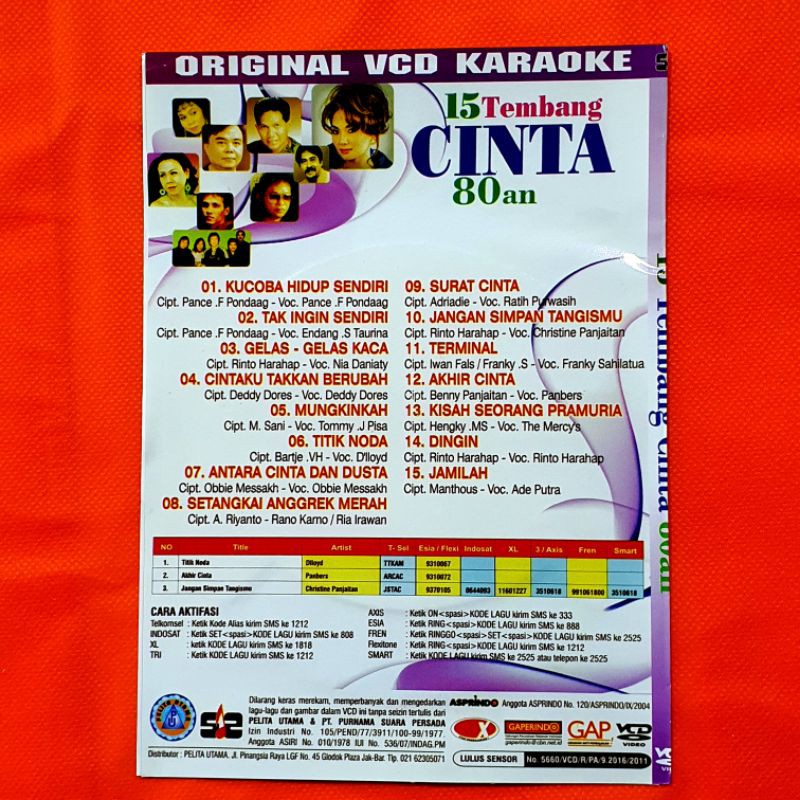 ORIGINAL VCD KARAOKE
15 Tembang
CINTA
80an
01. KUCOBA HIDUP SENDIRI
Cipt. Pance .F Pondaag - Voc. Pance .F Pondaag
02. TAK INGIN SENDIRI
Cipt. Pance .F Pondaag - Voc. Endang .S Taurina
03. GELAS - GELAS KACA
Cipt. Rinto Harahap - Voc. Nia Daniaty
04. CINTAKU TAKKAN BERUBAH
Cipt. Deddy Dores - Voc. Deddy Dores
05. MUNGKINKAH
Cipt. M. Sani - Voc. Tommy .J Pisa
06. TITIK NODA
Cipt. Bartje .VH - Voc. D'lloyd
07. ANTARA CINTA DAN DUSTA
Cipt. Obbie Messakh - Voc. Obbie Messakh
08. SETANGKAI ANGGREK MERAH
Cipt. A. Riyanto - Rano Karno / Ria Irawan
09. SURAT CINTA
Cipt. Adriadie - Voc. Ratih Purwasih
10. JANGAN SIMPAN TANGISMU
Cipt. Rinto Harahap - Voc. Christine Panjaitan
11. TERMINAL
Cipt. Iwan Fals / Franky .S - Voc. Franky Sahilatua
12. AKHIR CINTA
Cipt. Benny Panjaitan - Voc. Panbers
13. KISAH SEORANG PRAMURIA
Cipt. Hengky .MS - Voc. The Mercy's
14. DINGIN
Cipt. Rinto Harahap - Voc. Rinto Harahap
15. JAMILAH
Cipt. Manthous - Voc. Ade Putra
15 Tembang Cinta 80an
NO Title Artist T- Sel Esia / Flexi Indosat XL 3 / Axis Fren Smart
1. Titik Noda Dlloyd TTKAM 9310067
2. Akhir Cinta Panbers ARCAC 9310072
3. Jangan Simpan Tangismu Christine Panjaitan JSTAC 9370105 0644093 11601227 3510618 991061800 3510618
CARA AKTIFASI
Telkomsel : Ketik Kode Alias kirim SMS ke 1212
INDOSAT : Ketik SET<spasi>KODE LAGU kirim SMS ke 808
XL : ketik KODE LAGU kirim SMS ke 1818
TRI : Ketik KODE LAGU kirim SMS ke 1212
AXIS : Ketik ON<spasi>KODE LAGU kirim SMS ke 333
ESIA : Ketik RING<spasi>KODE LAGU kirim SMS ke 888
FREN : Ketik RINGGO<spasi>SET<spasi>KODE LAGU kirim SMS ke 2525
Flexitone : Ketik RING<spasi>KODE LAGU kirim SMS ke 1212
SMART : Ketik KODE LAGU kirim SMS ke 2525 atau telepon ke 2525
PELITA UTAMA
Dilarang keras merekam, memperbanyak dan mengedarkan
lagu-lagu dan gambar dalam VCD ini tanpa seizin tertulis dari
PELITA UTAMA & PT. PURNAMA SUARA PERSADA
Izin Industri No. 105/PEND/77/3911/100-99/1977.
Anggota ASIRI No. 010/1978 IUI No. 536/07/INDAG.PM
Distributor : PELITA UTAMA. Jl. Pinangsia Raya LGF No. 45 Glodok Plaza Jak-Bar. Tlp. 021 62305071
ASPRINDO Anggota ASPRINDO No. 120/ASPRINDO/IX/2004
GAPERINDO
gaperindo@cbn.net.id
GAP
VCD
VIDEO
LULUS SENSOR No. 5660/VCD/R/PA/9.2016/2011